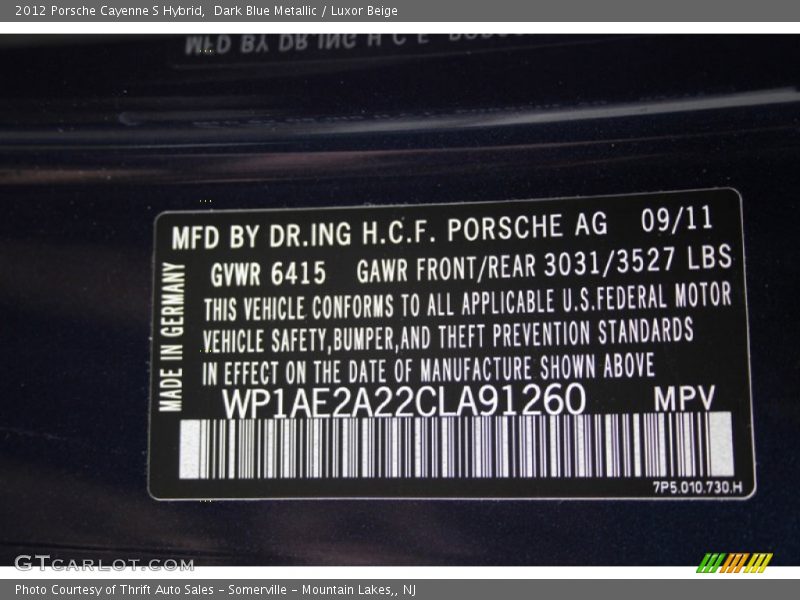 2012 Porsche Cayenne S Hybrid,  Dark Blue Metallic / Luxor Beige
MFD BY DR.ING H.C.F. PORSCHE AG 09/11
GVWR 6415 GAWR FRONT/REAR 3031/3527 LBS
THIS VEHICLE CONFORMS TO ALL APPLICABLE U.S.FEDERAL MOTOR
VEHICLE SAFETY,BUMPER,AND THEFT PREVENTION STANDARDS
IN EFFECT ON THE DATE OF MANUFACTURE SHOWN ABOVE
WP1AE2A22CLA91260 MPV
7P5.010.730.H
MADE IN GERMANY
GTCARLOT.COM
Photo Courtesy of Thrift Auto Sales – Somerville – Mountain Lakes,, NJ